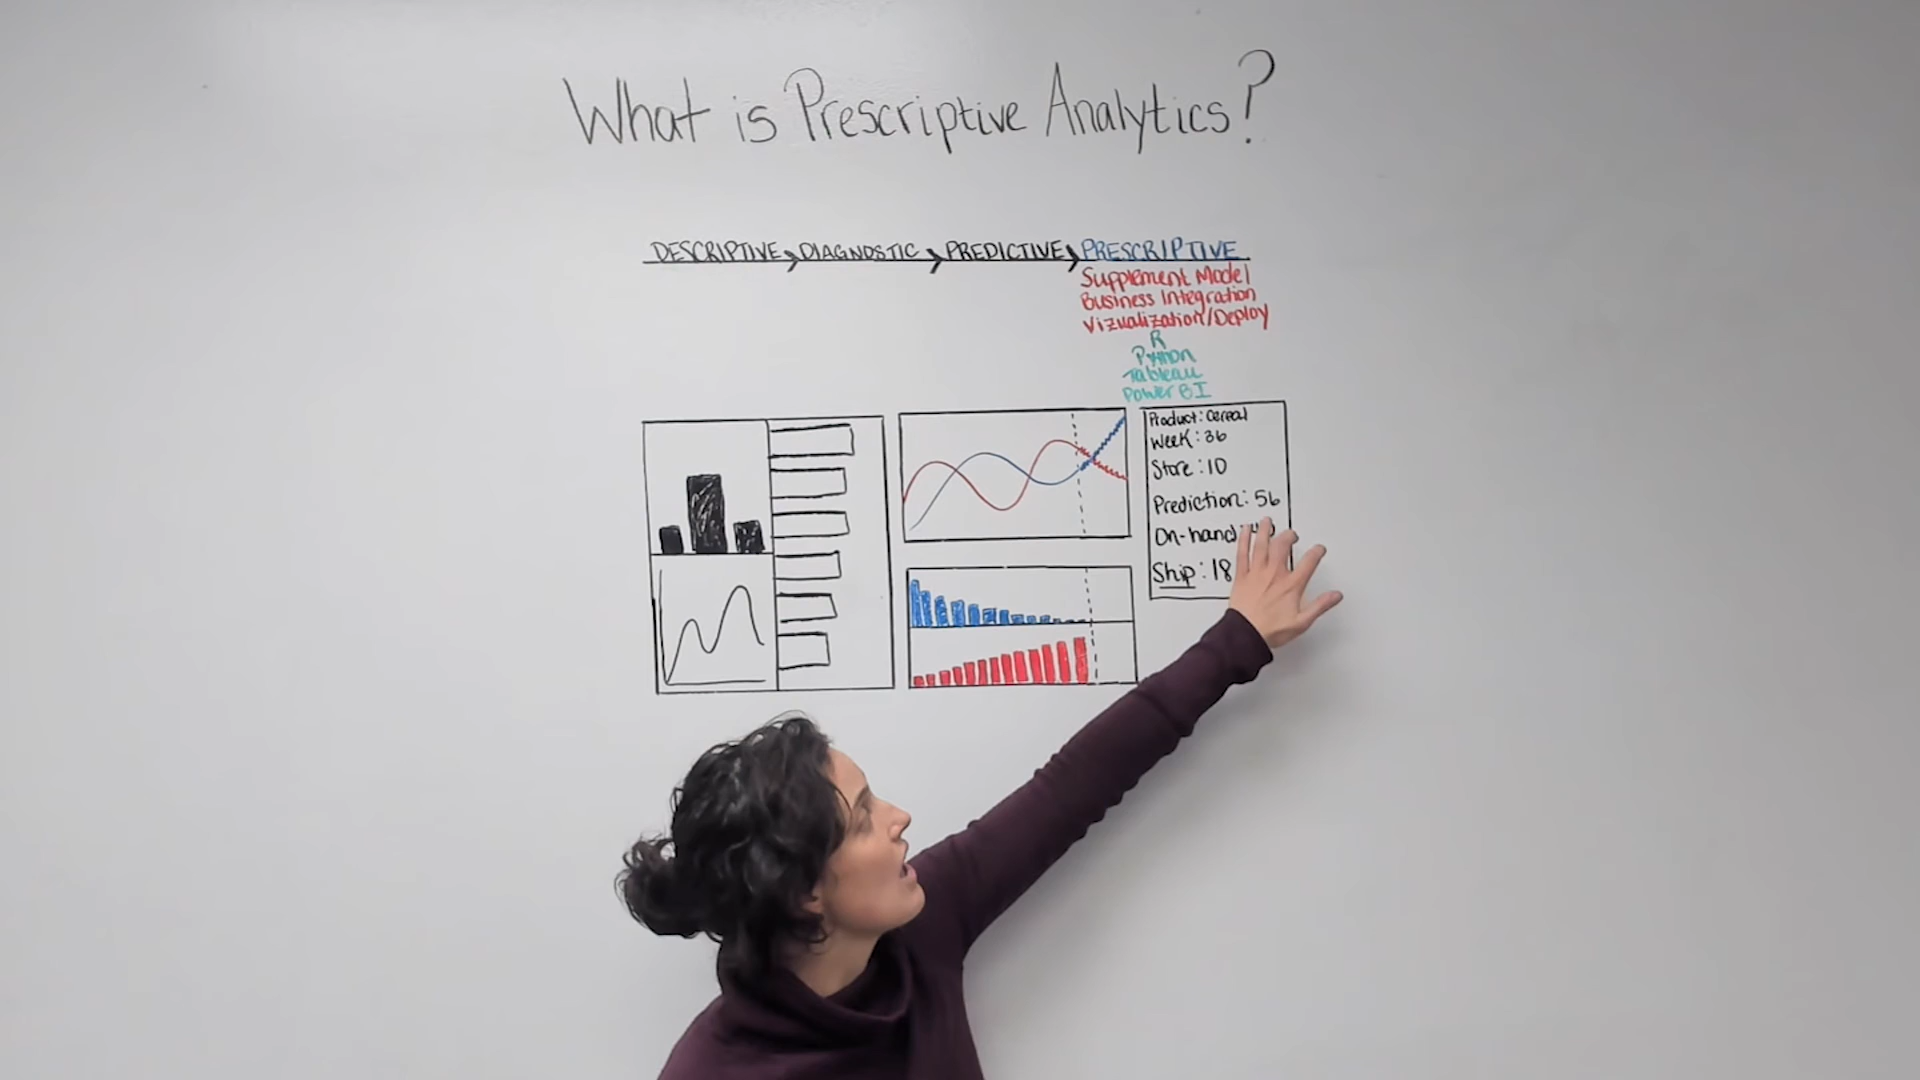 What is Prescriptive Analytics?
DESCRIPTIVE DIAGNOSTIC PREDICTIVE PRESCRIPTIVE
Supplement Model
Business Integration
Vizualization/Deploy
R
Python
Tableau
Power BI
Product: Cereal
Week: 36
Store: 10
Prediction: 56
On-hand
Ship: 18